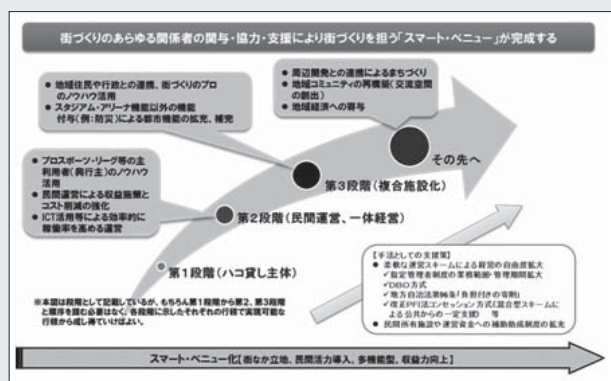 街づくりのあらゆる関係者の関与・協力・支援により街づくりを担う「スマート・ベニュー」が完成する
● 地域住民や行政との連携、街づくりのプロ
のノウハウ活用
● スタジアム・アリーナ機能以外の機能
付与(例：防災)による都市機能の拡充、補充
● 周辺開発との連携によるまちづくり
● 地域コミュニティの再構築(交流空間
の創出)
● 地域経済への寄与
その先へ
● プロスポーツ・リーグ等の主
利用者(興行主)のノウハウ
活用
● 民間運営による収益施策と
コスト削減の強化
● ICT活用等による効率的に
稼働率を高める運営
第3段階(複合施設化)
第2段階(民間運営、一体経営)
第1段階(ハコ貸し主体)
【手法としての支援策】
● 柔軟な運営スキームによる経営の自由度拡大
✓指定管理者制度の業務範囲・管理期間拡大
✓DBO方式
✓地方自治法第96条「負担付きの寄附」
✓改正PFI法コンセッション方式(混合型スキームに
よる公共からの一定支援) 等
● 民間所有施設や運営資金への補助助成制度の拡充
※本図は段階として記載しているが、もちろん第1段階から第2、第3段階
と順序を踏む必要はなく、各段階に示したそれぞれの行程で実現可能な
行程から成し得ていけばよい。
スマート・ベニュー化【街なか立地、民間活力導入、多機能型、収益力向上】